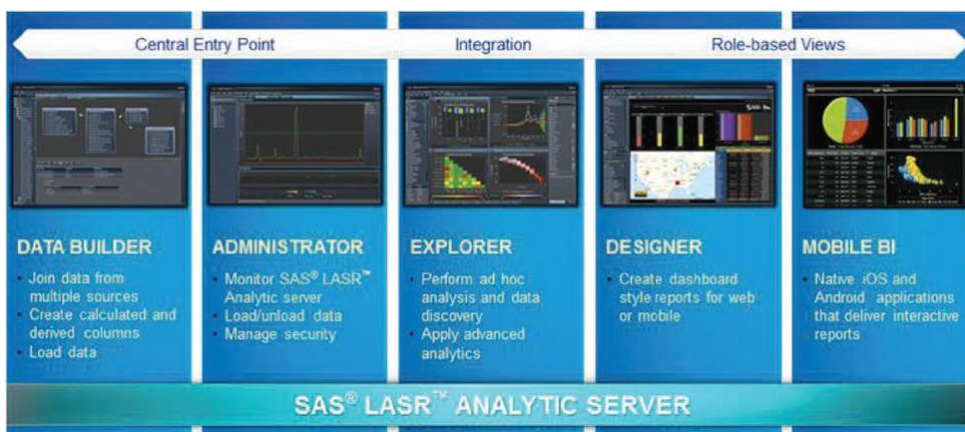 Central Entry Point
Integration
Role-based Views
DATA BUILDER
• Join data from
multiple sources
• Create calculated and
derived columns
• Load data
ADMINISTRATOR
• Monitor SAS® LASR™
Analytic server
• Load/unload data
• Manage security
EXPLORER
• Perform ad hoc
analysis and data
discovery
• Apply advanced
analytics
DESIGNER
• Create dashboard
style reports for web
or mobile
MOBILE BI
• Native iOS and
Android applications
that deliver interactive
reports
SAS® LASR™ ANALYTIC SERVER